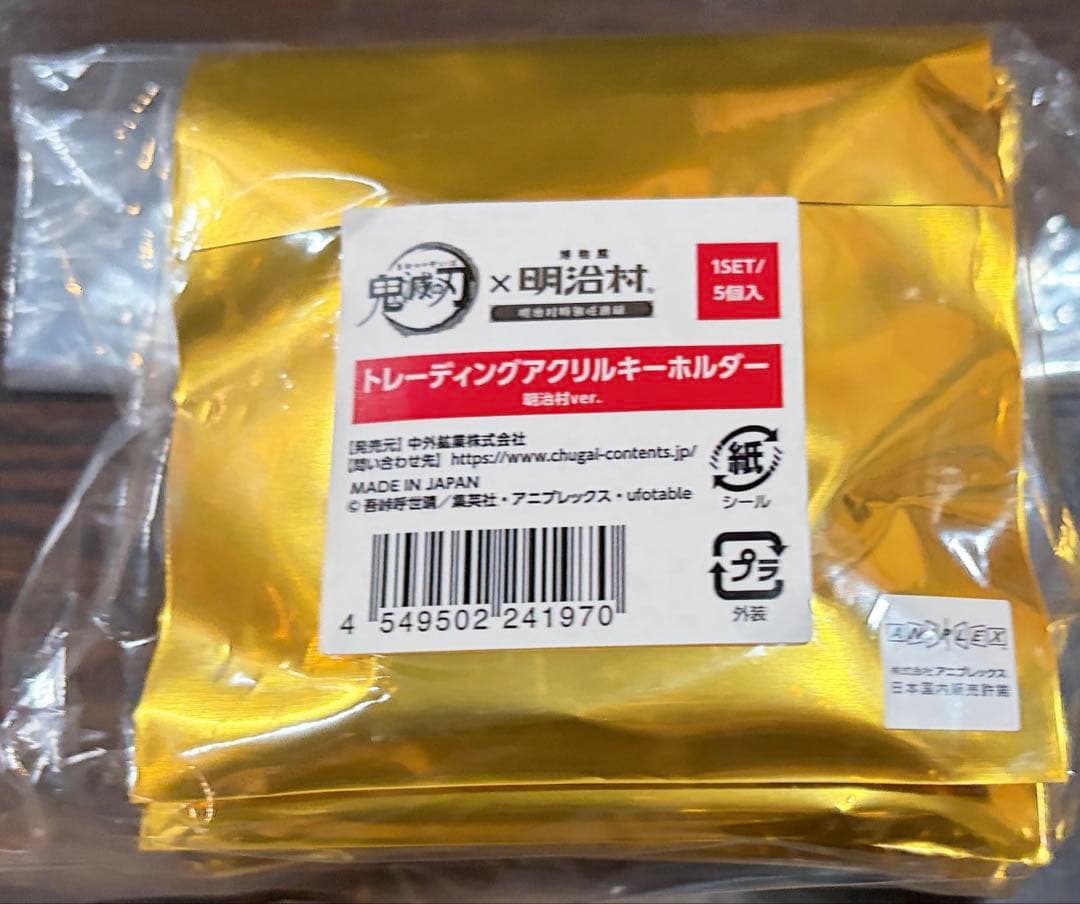 鬼滅の刃
×
博物館
明治村®
1SET/
5個入
トレーディングアクリルキーホルダー
明治村ver.
【発売元】中外鉱業株式会社
【問い合わせ先】https://www.chugai-contents.jp/
MADE IN JAPAN
©吾峠呼世晴／集英社・アニプレックス・ufotable
紙
シール
プラ
外装
4 549502 241970
ANIPLEX
株式会社アニプレックス
日本国内販売許諾